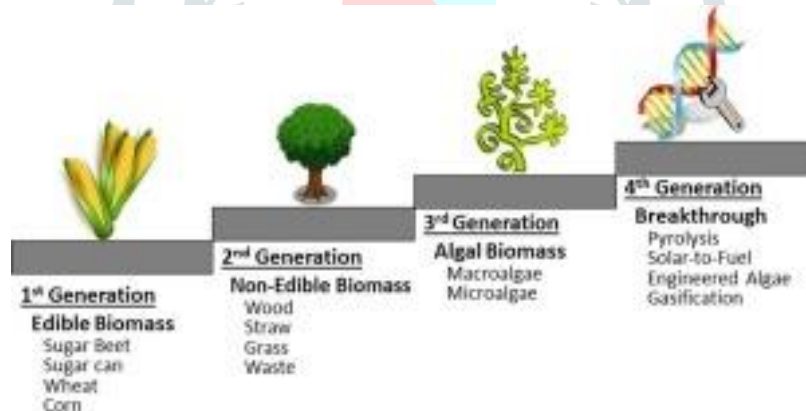 1st Generation
Edible Biomass
Sugar Beet
Sugar can
Wheat
Corn
2nd Generation
Non-Edible Biomass
Wood
Straw
Grass
Waste
3rd Generation
Algal Biomass
Macroalgae
Microalgae
4th Generation
Breakthrough
Pyrolysis
Solar-to-Fuel
Engineered Algae
Gasification